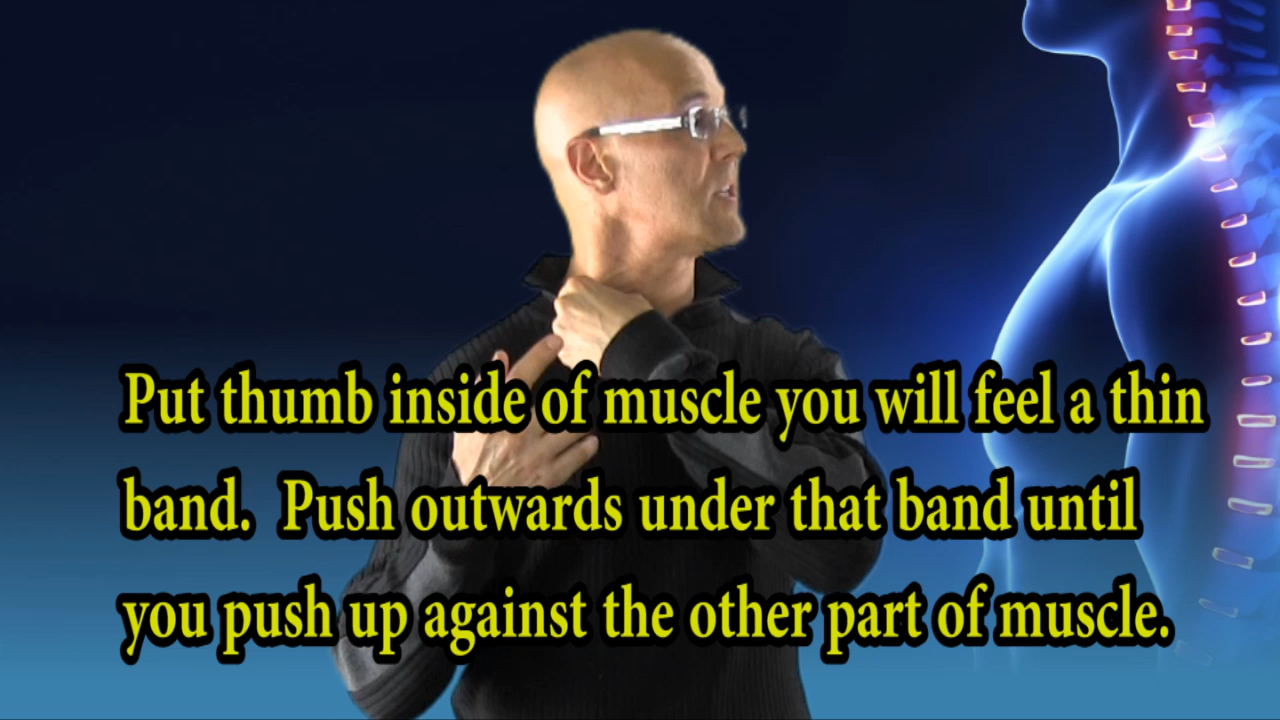 Put thumb inside of muscle you will feel a thin
band.  Push outwards under that band until
you push up against the other part of muscle.